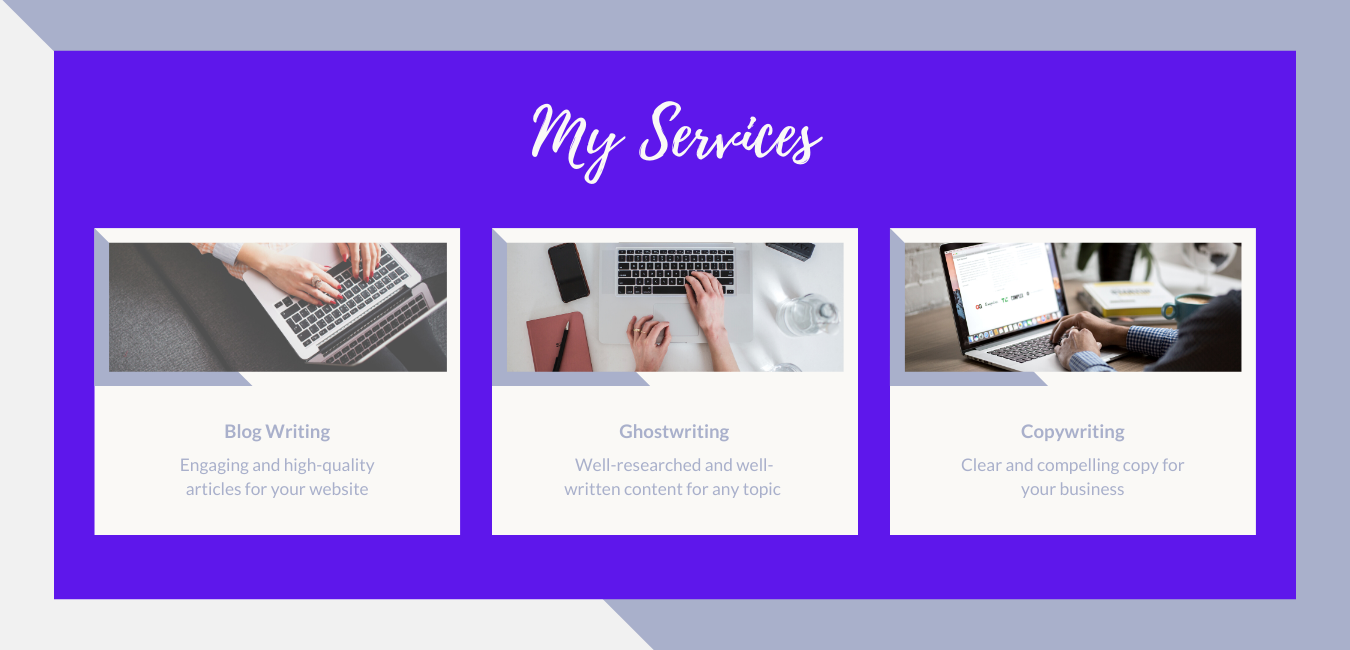 My Services
Blog Writing
Engaging and high-quality
articles for your website
Ghostwriting
Well-researched and well-
written content for any topic
Copywriting
Clear and compelling copy for
your business